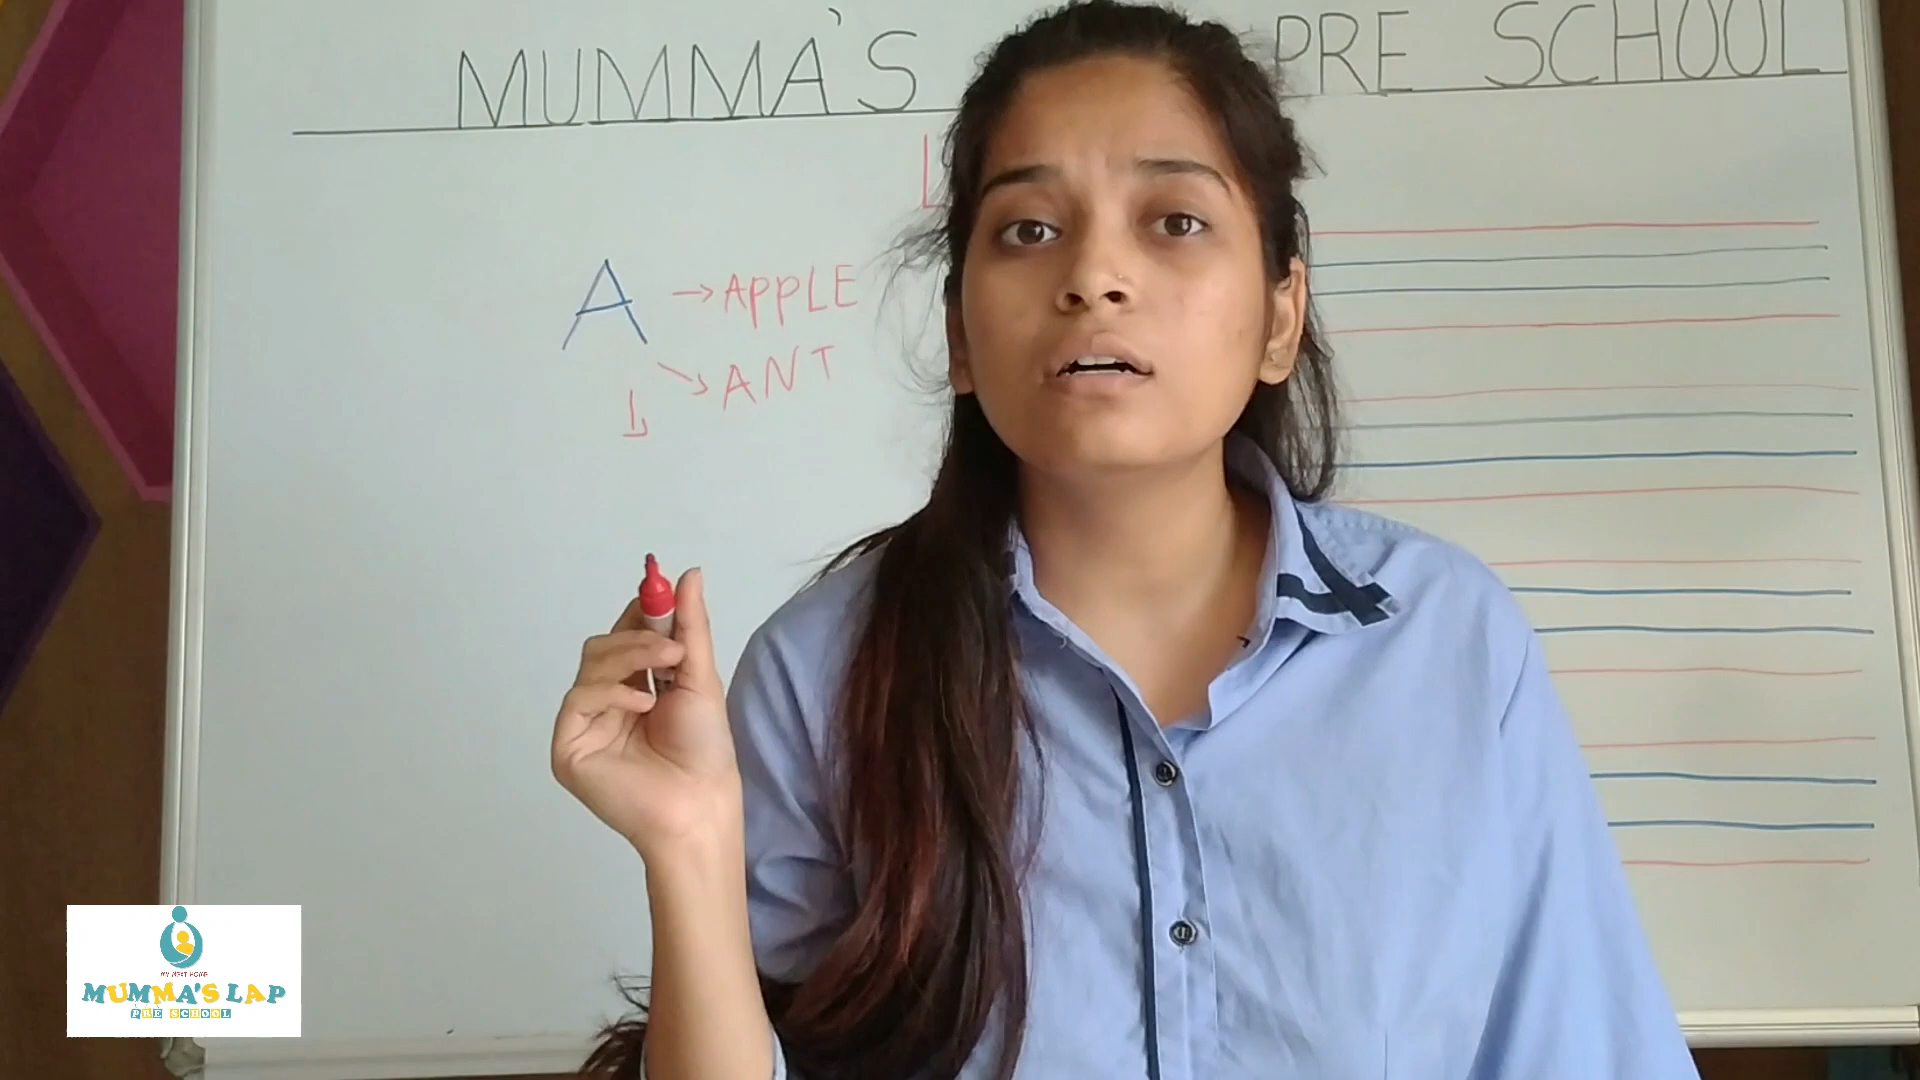 MUMMA'S PRE SCHOOL
L
A → APPLE
ANT
MY NEXT HOME
MUMMA'S LAP
PRE SCHOOL